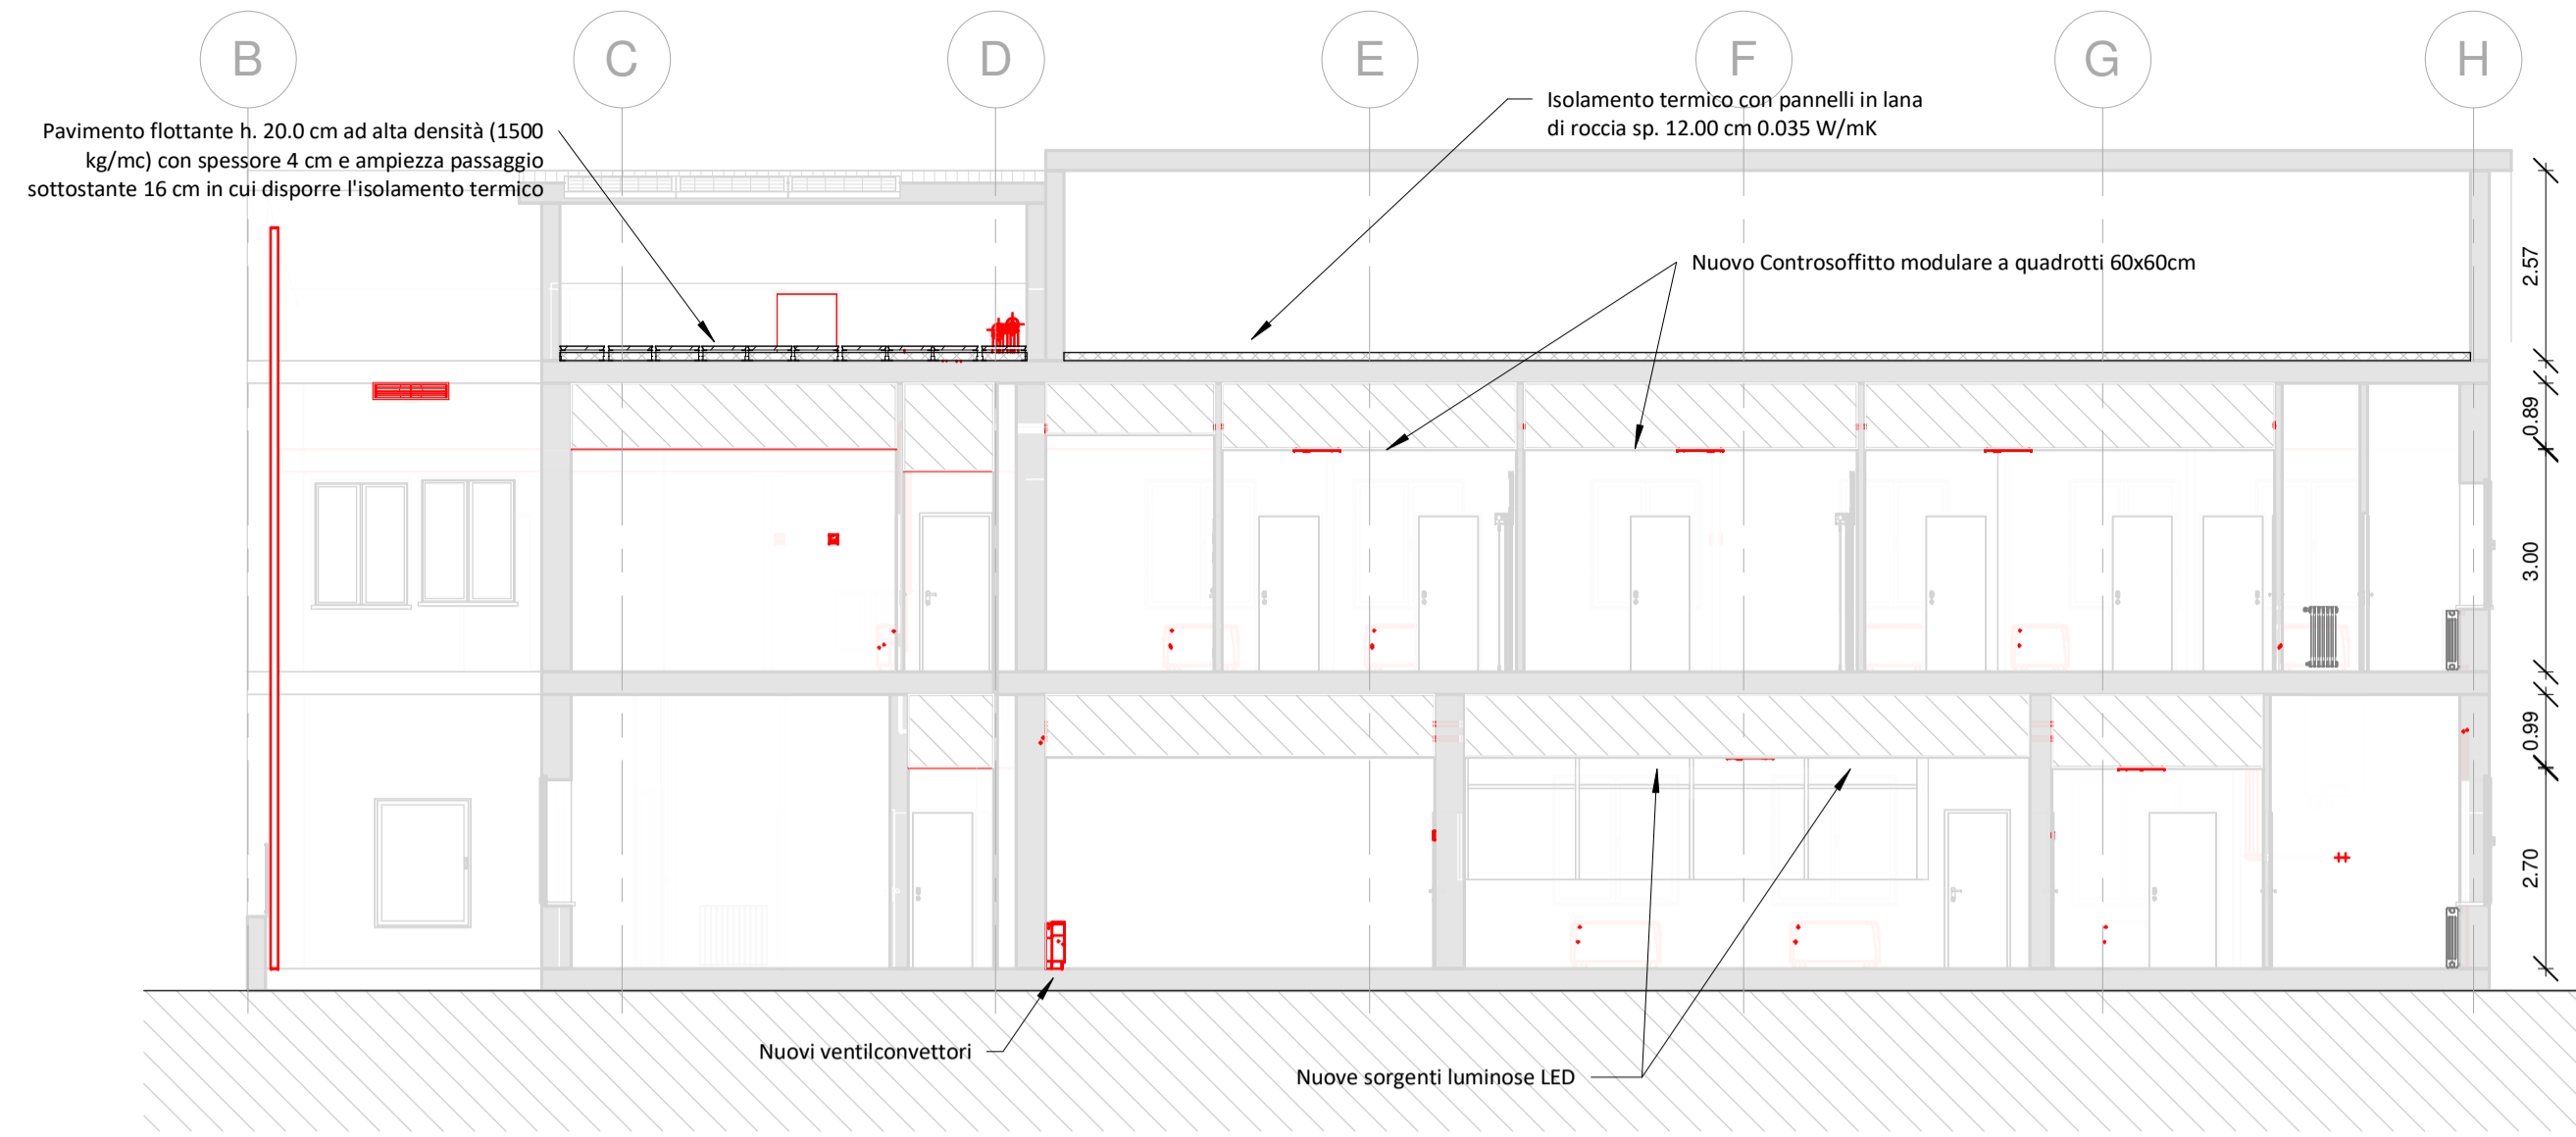 B
C
D
E
F
G
H
Pavimento flottante h. 20.0 cm ad alta densità (1500
kg/mc) con spessore 4 cm e ampiezza passaggio
sottostante 16 cm in cui disporre l'isolamento termico
Isolamento termico con pannelli in lana
di roccia sp. 12.00 cm 0.035 W/mK
Nuovo Controsoffitto modulare a quadrotti 60x60cm
2.57
0.89
3.00
0.99
2.70
Nuovi ventilconvettori
Nuove sorgenti luminose LED